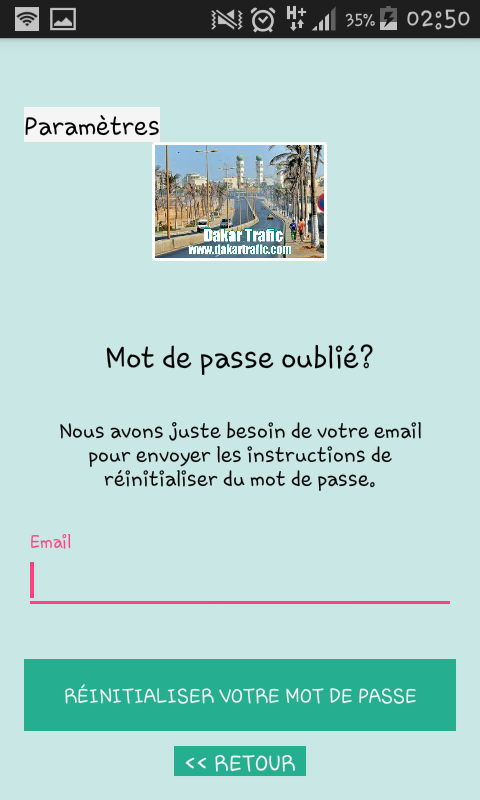 H+
35%
02:50
Paramètres
Dakar Trafic
www.dakartrafic.com
Mot de passe oublié?
Nous avons juste besoin de votre email
pour envoyer les instructions de
réinitialiser du mot de passe.
Email
RÉINITIALISER VOTRE MOT DE PASSE
<< RETOUR